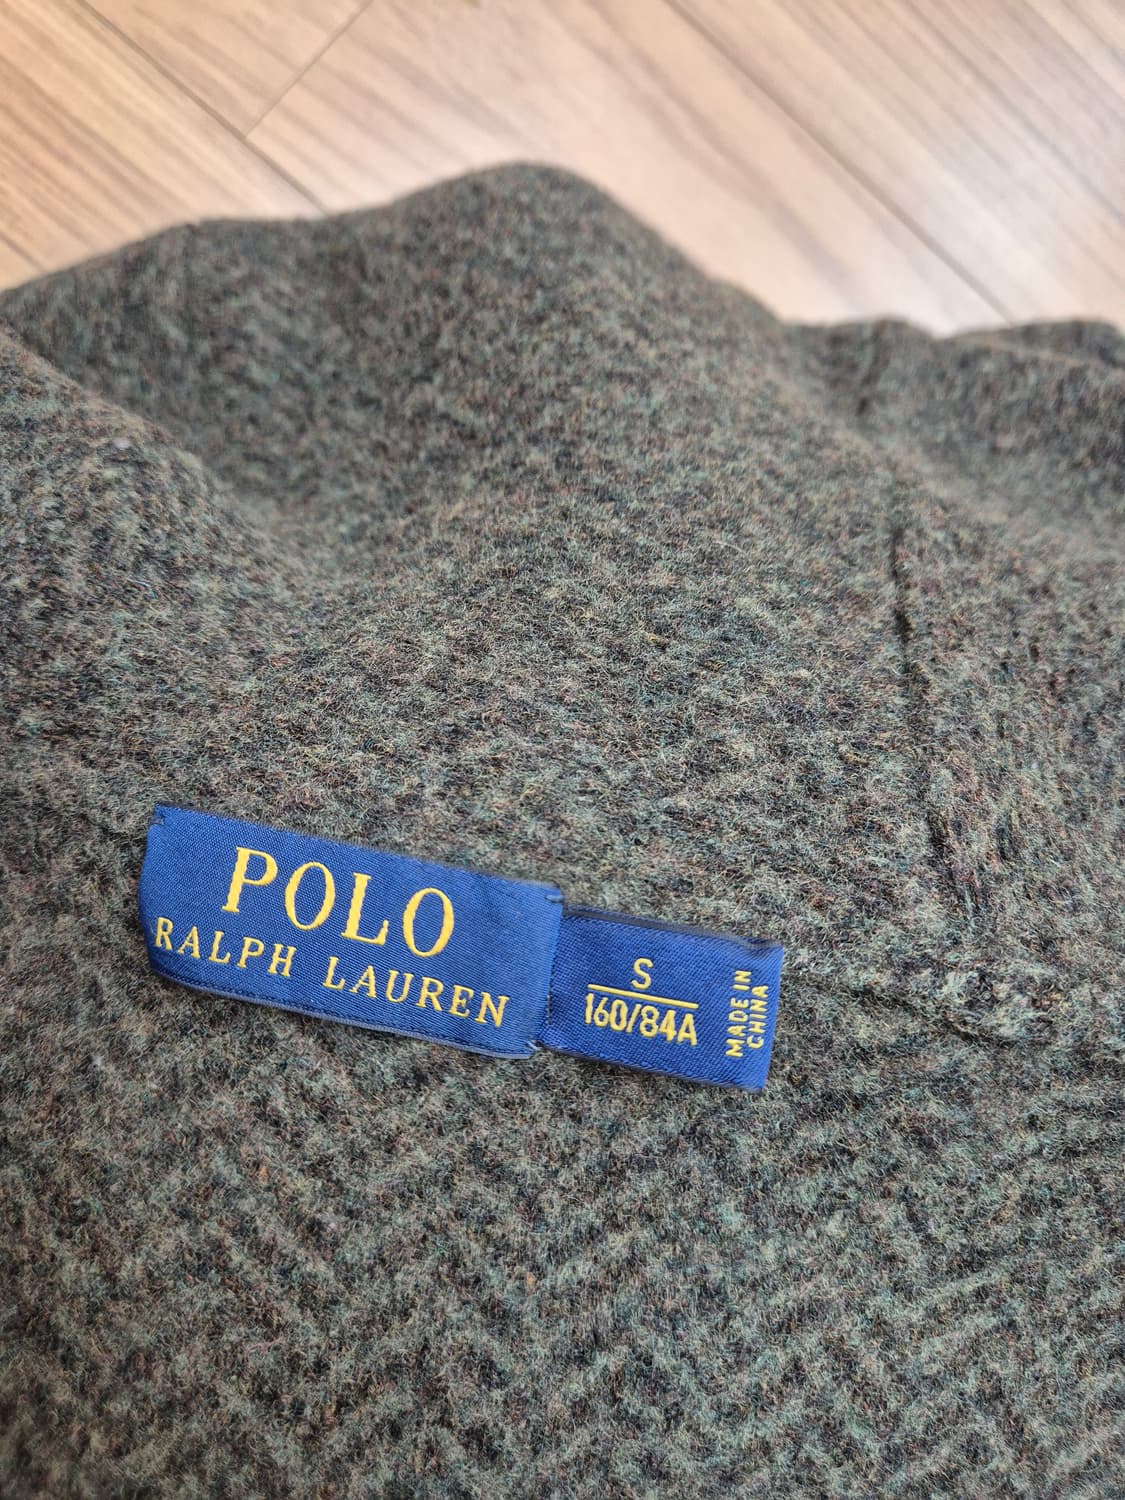 POLO
RALPH LAUREN
S
160/84A
MADE IN
CHINA